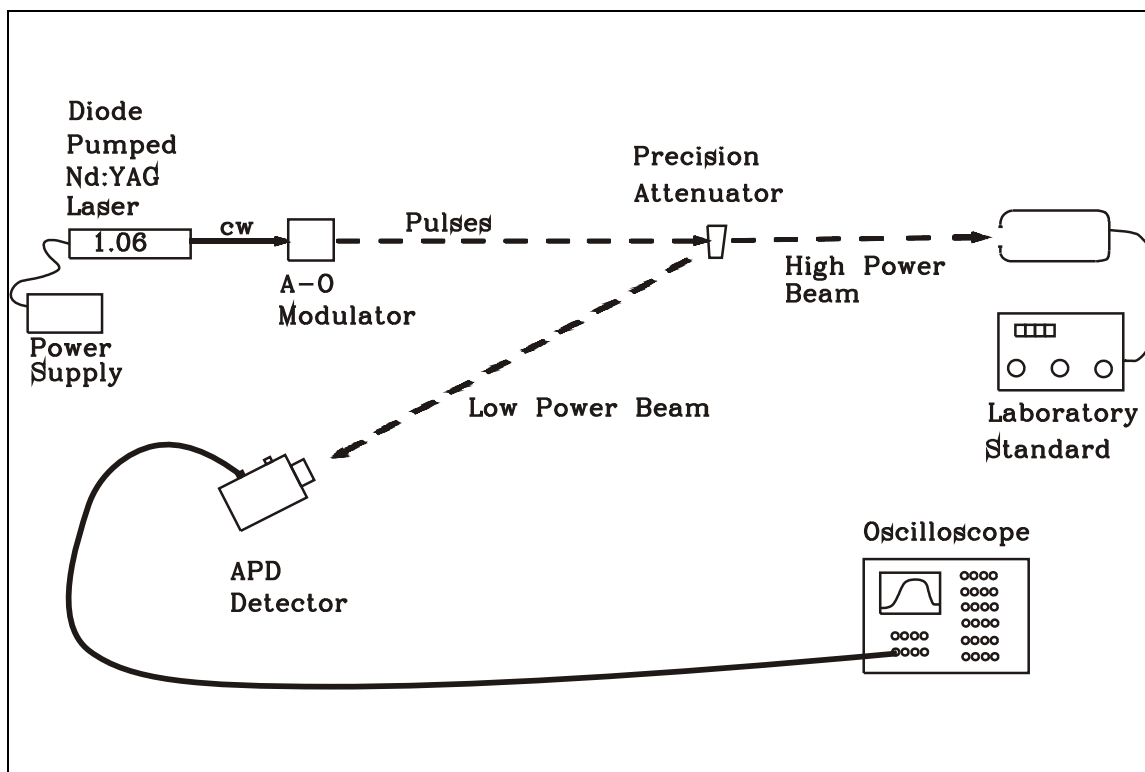 Diode
Pumped
Nd:YAG
Laser
1.06
cw
Pulses
A-O
Modulator
Power
Supply
Precision
Attenuator
High Power
Beam
Low Power Beam
Laboratory
Standard
APD
Detector
Oscilloscope